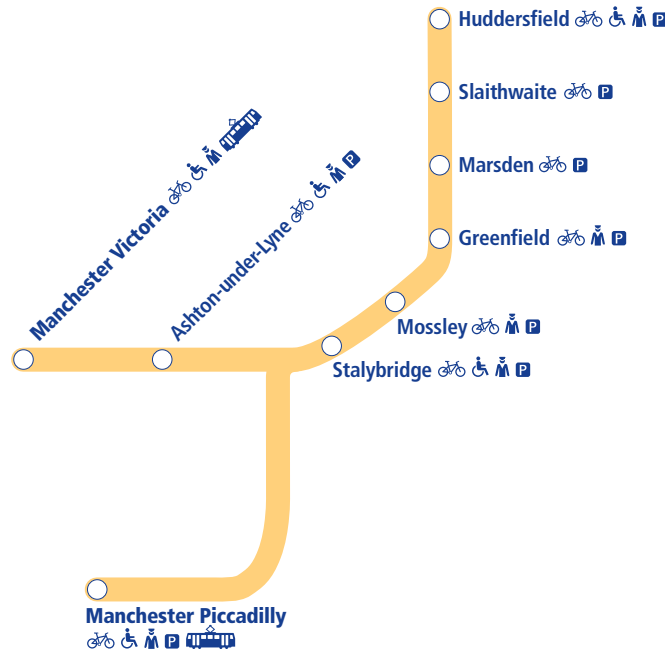 Huddersfield P
Slaithwaite P
Marsden P
Greenfield P
Mossley P
Stalybridge P
Manchester Victoria
Ashton-under-Lyne P
Manchester Piccadilly
P